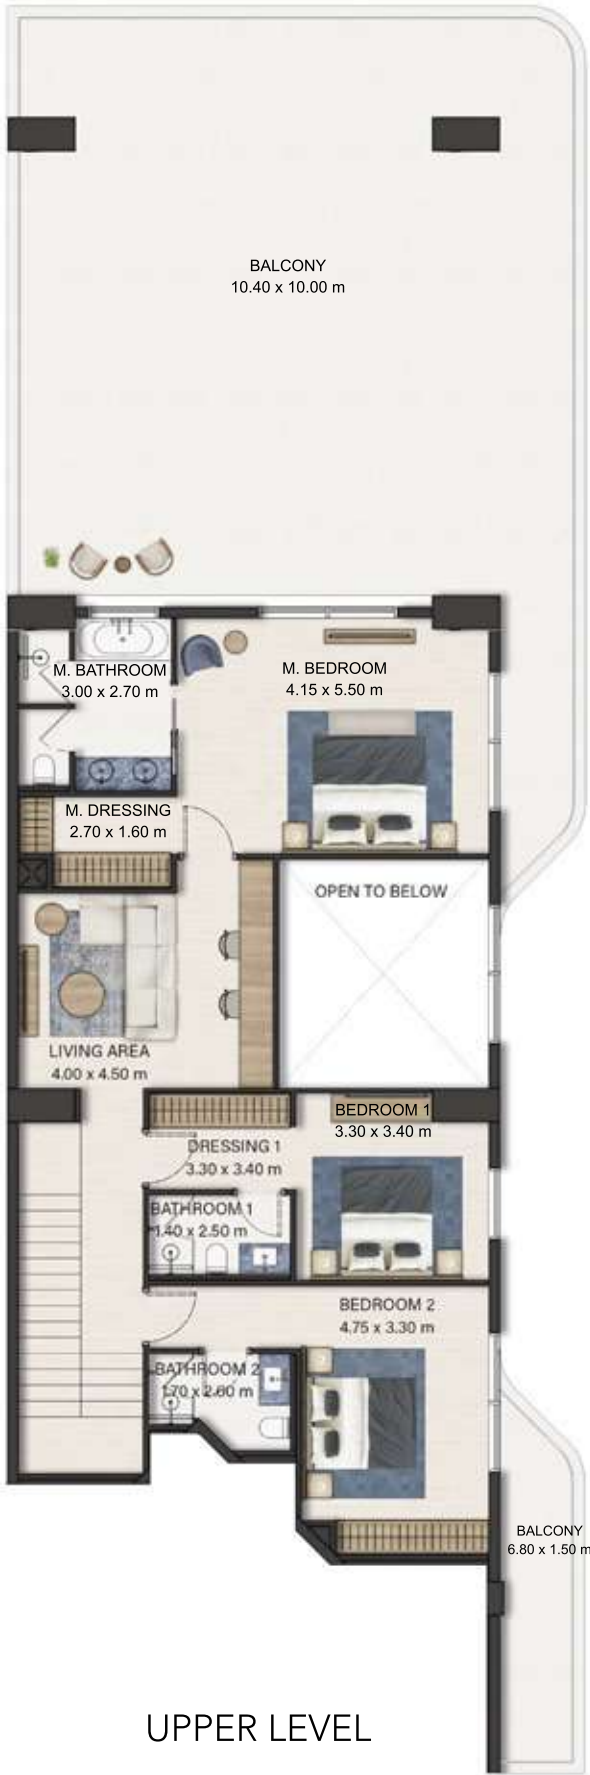 BALCONY
10.40 x 10.00 m
M. BATHROOM
3.00 x 2.70 m
M. BEDROOM
4.15 x 5.50 m
M. DRESSING
2.70 x 1.60 m
OPEN TO BELOW
LIVING AREA
4.00 x 4.50 m
BEDROOM 1
3.30 x 3.40 m
DRESSING 1
3.30 x 3.40 m
BATHROOM 1
1.40 x 2.50 m
BEDROOM 2
4.75 x 3.30 m
BATHROOM 2
1.70 x 2.60 m
BALCONY
6.80 x 1.50 m
UPPER LEVEL